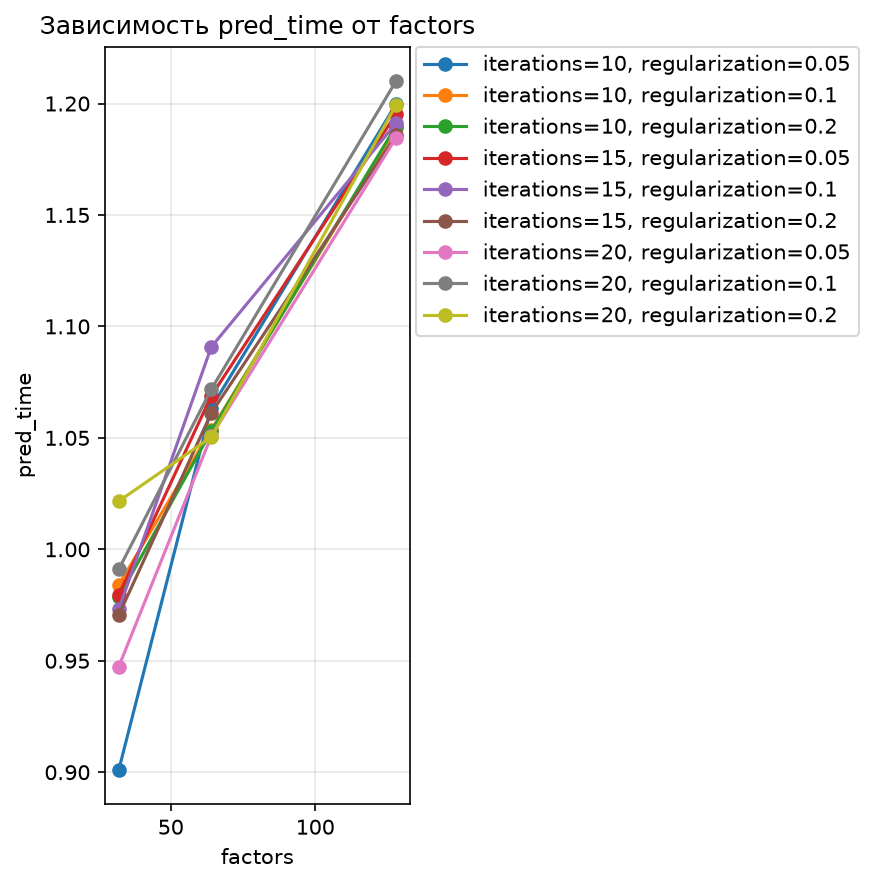 Зависимость pred_time от factors
iterations=10, regularization=0.05
iterations=10, regularization=0.1
iterations=10, regularization=0.2
iterations=15, regularization=0.05
iterations=15, regularization=0.1
iterations=15, regularization=0.2
iterations=20, regularization=0.05
iterations=20, regularization=0.1
iterations=20, regularization=0.2
1.20
1.15
1.10
1.05
1.00
0.95
0.90
pred_time
50 100
factors